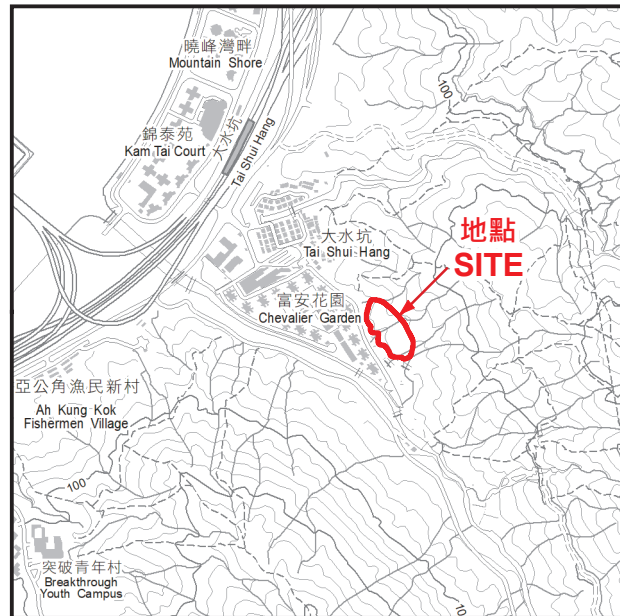 曉峰灣畔
Mountain Shore
100
錦泰苑
Kam Tai Court
大水坑
Tai Shui Hang
大水坑
Tai Shui Hang
地點
SITE
富安花園
Chevalier Garden
亞公角漁民新村
Ah Kung Kok
Fishermen Village
100
100
突破青年村
Breakthrough
Youth Campus